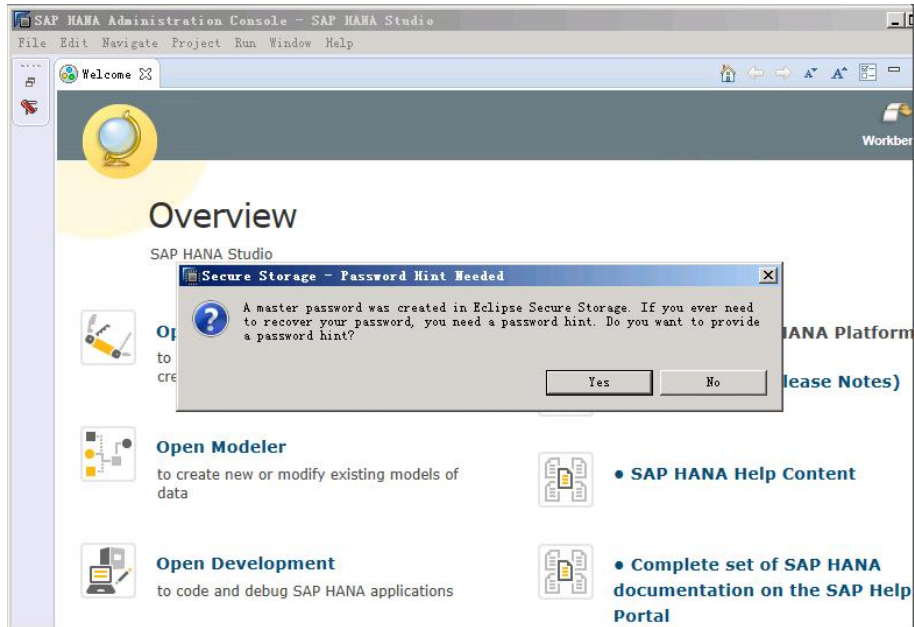 SAP HANA Administration Console - SAP HANA Studio
File Edit Navigate Project Run Window Help
Welcome
Workben
Overview
SAP HANA Studio
Secure Storage - Password Hint Needed
A master password was created in Eclipse Secure Storage. If you ever need
to recover your password, you need a password hint. Do you want to provide
a password hint?
Yes No
Op
to
cre
HANA Platform
lease Notes)
Open Modeler
to create new or modify existing models of
data
• SAP HANA Help Content
Open Development
to code and debug SAP HANA applications
• Complete set of SAP HANA
documentation on the SAP Help
Portal